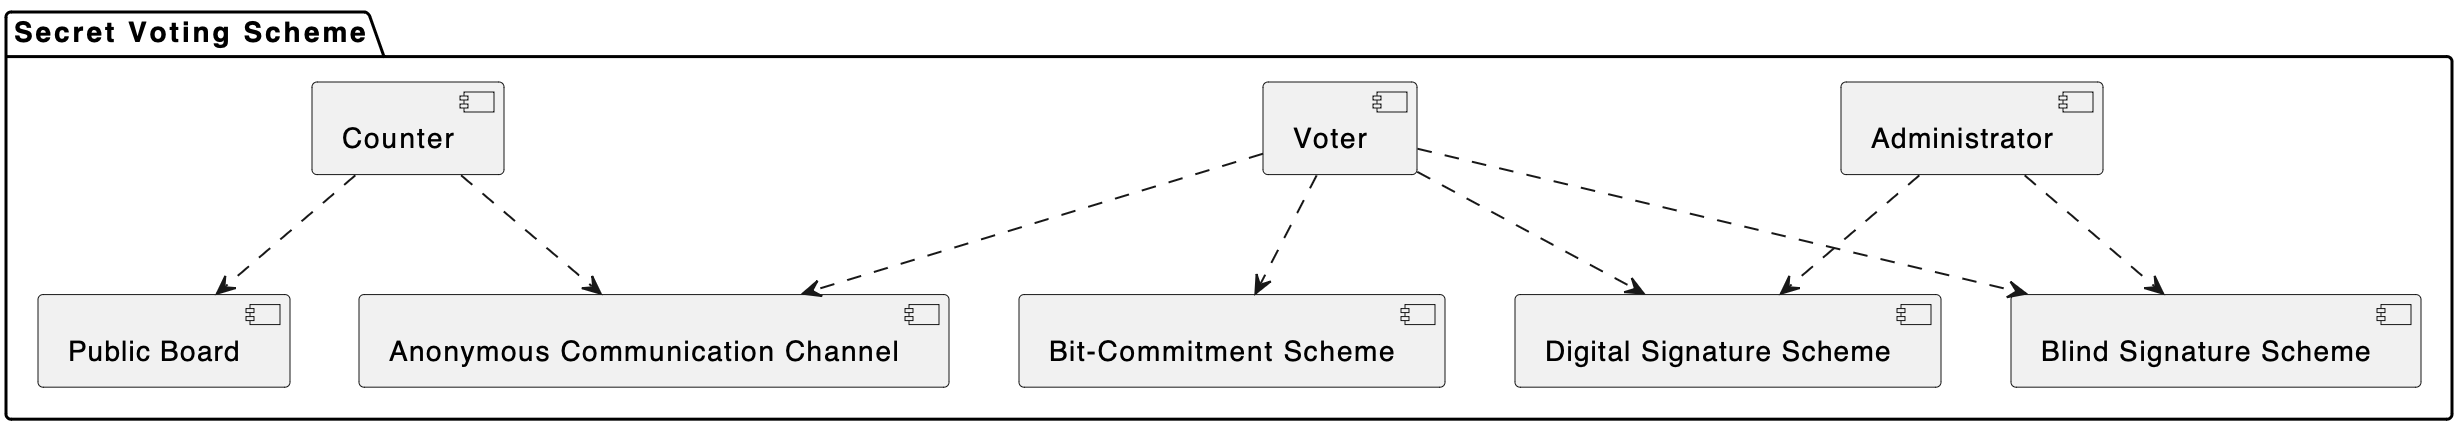 Secret Voting Scheme
Counter
Voter
Administrator
Public Board
Anonymous Communication Channel
Bit-Commitment Scheme
Digital Signature Scheme
Blind Signature Scheme